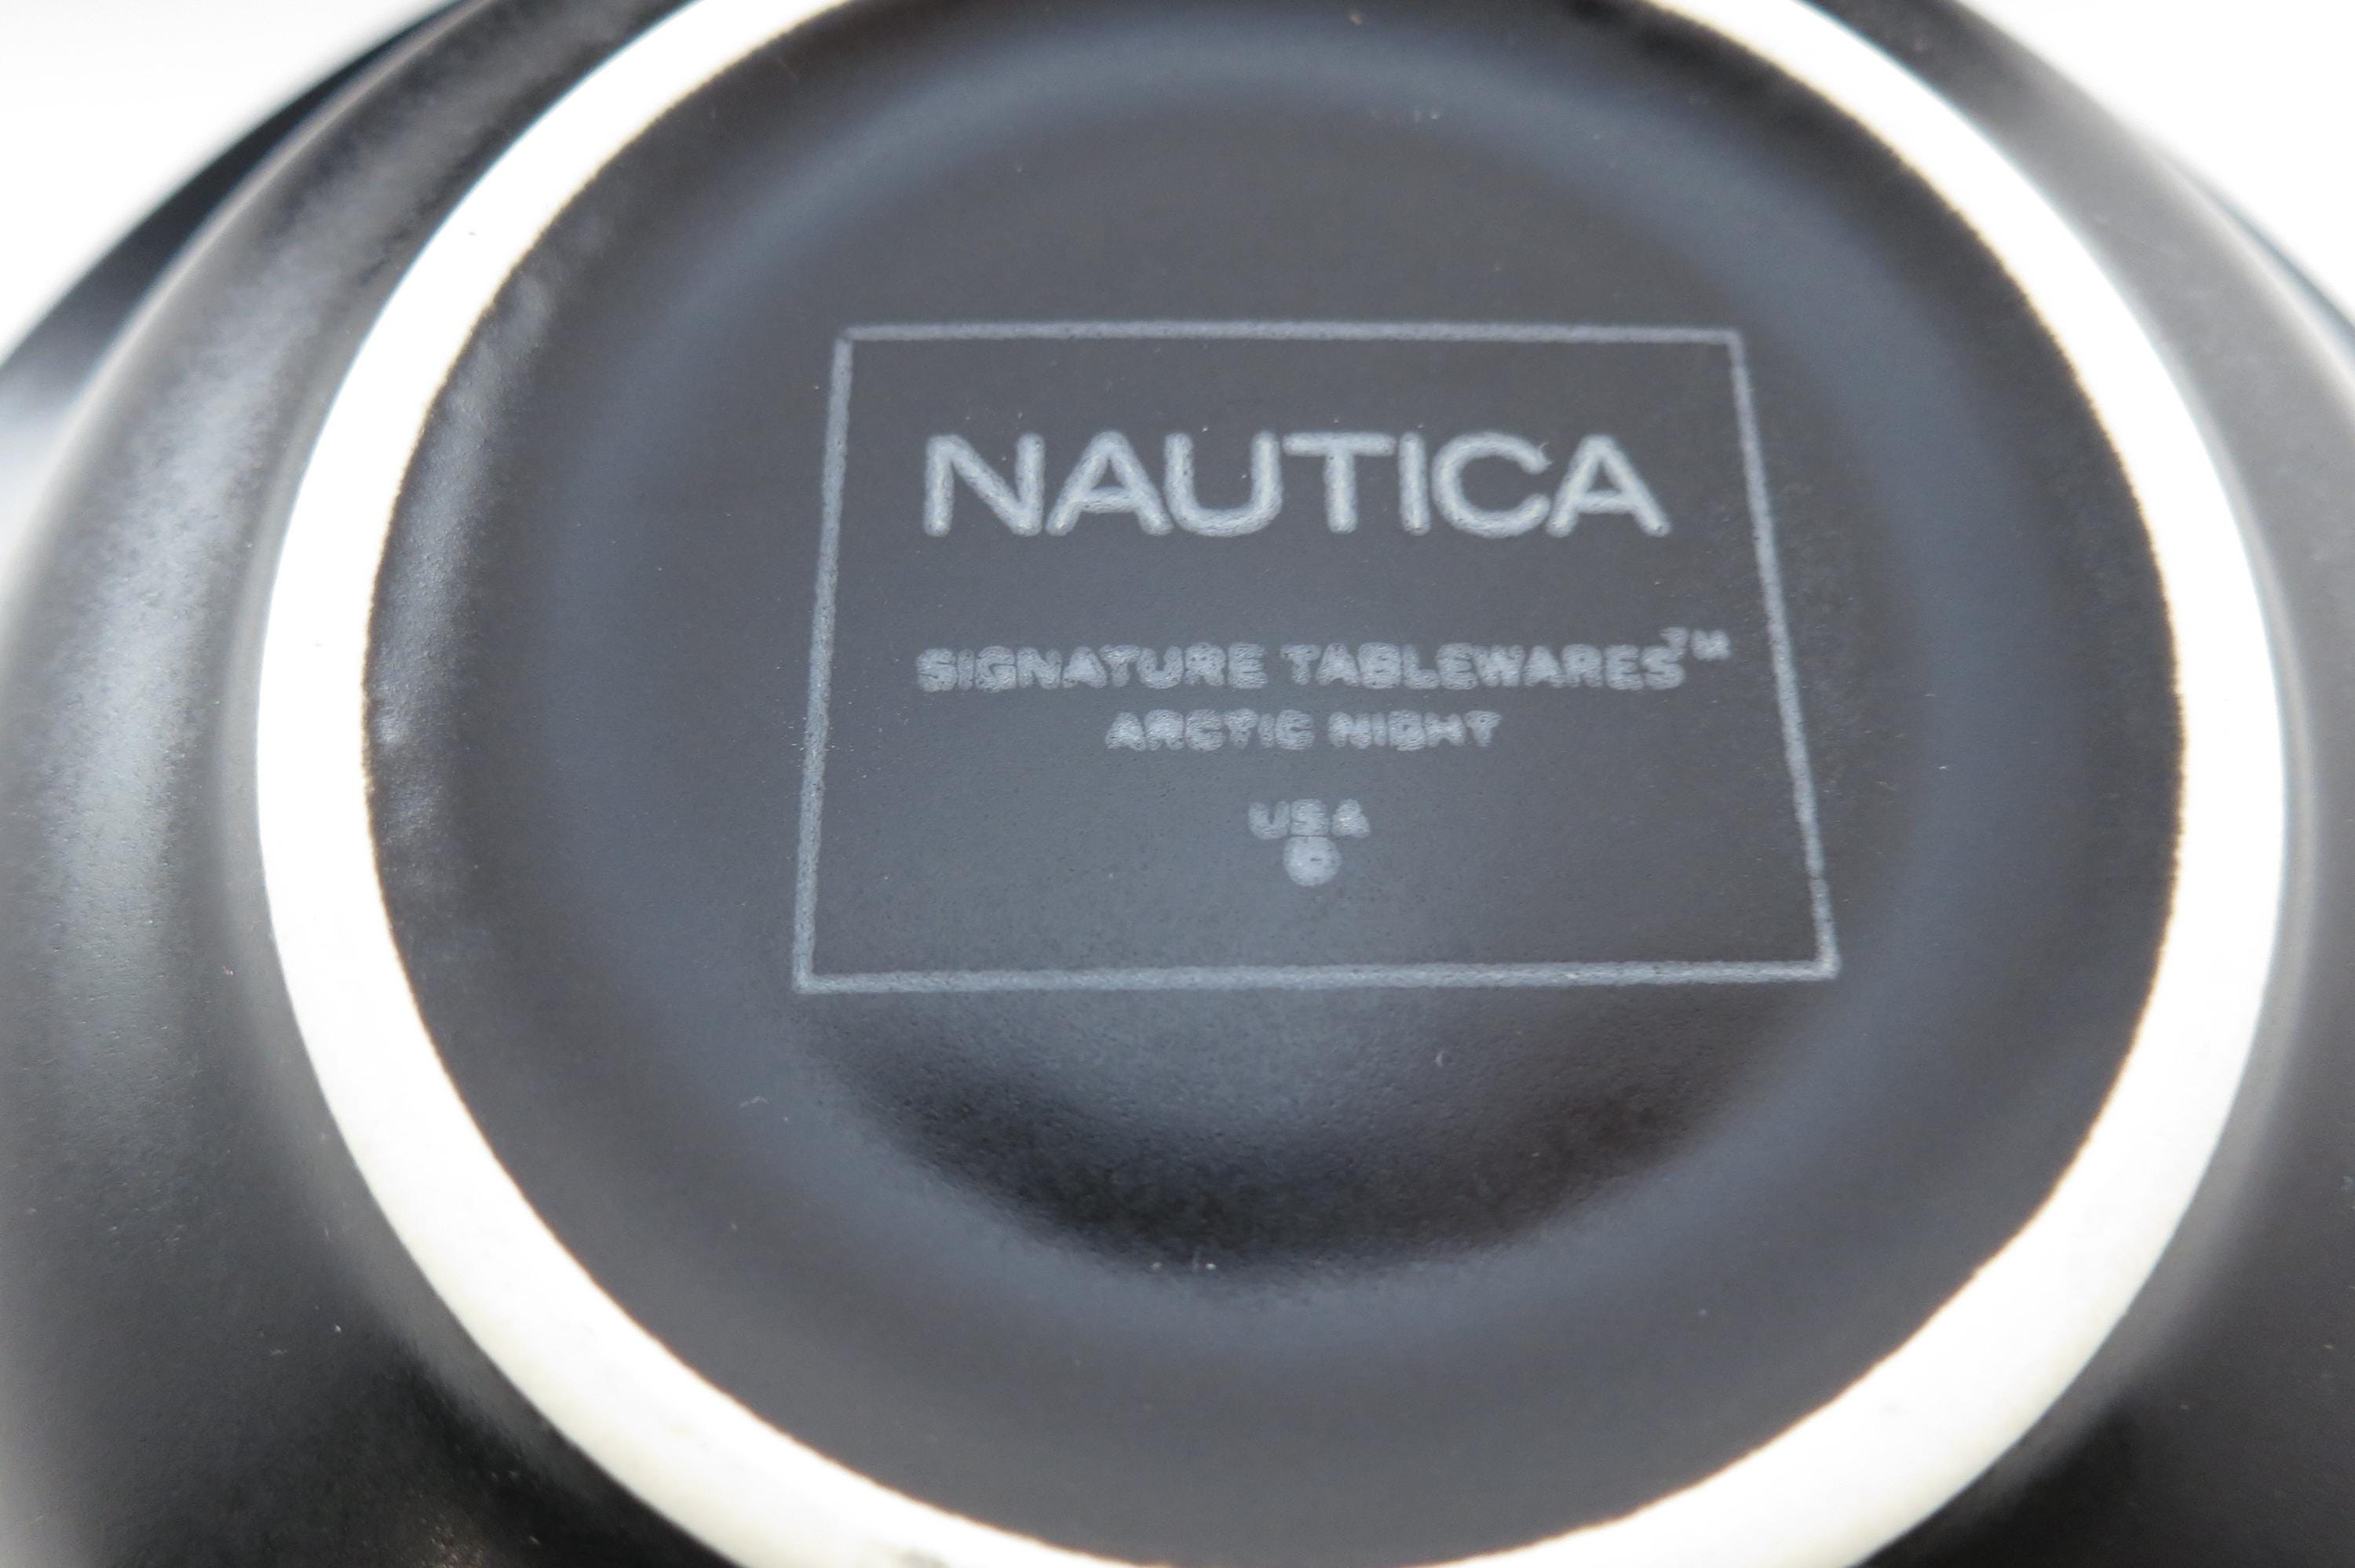 NAUTICA
SIGNATURE TABLEWARES™
ARCTIC NIGHT
USA